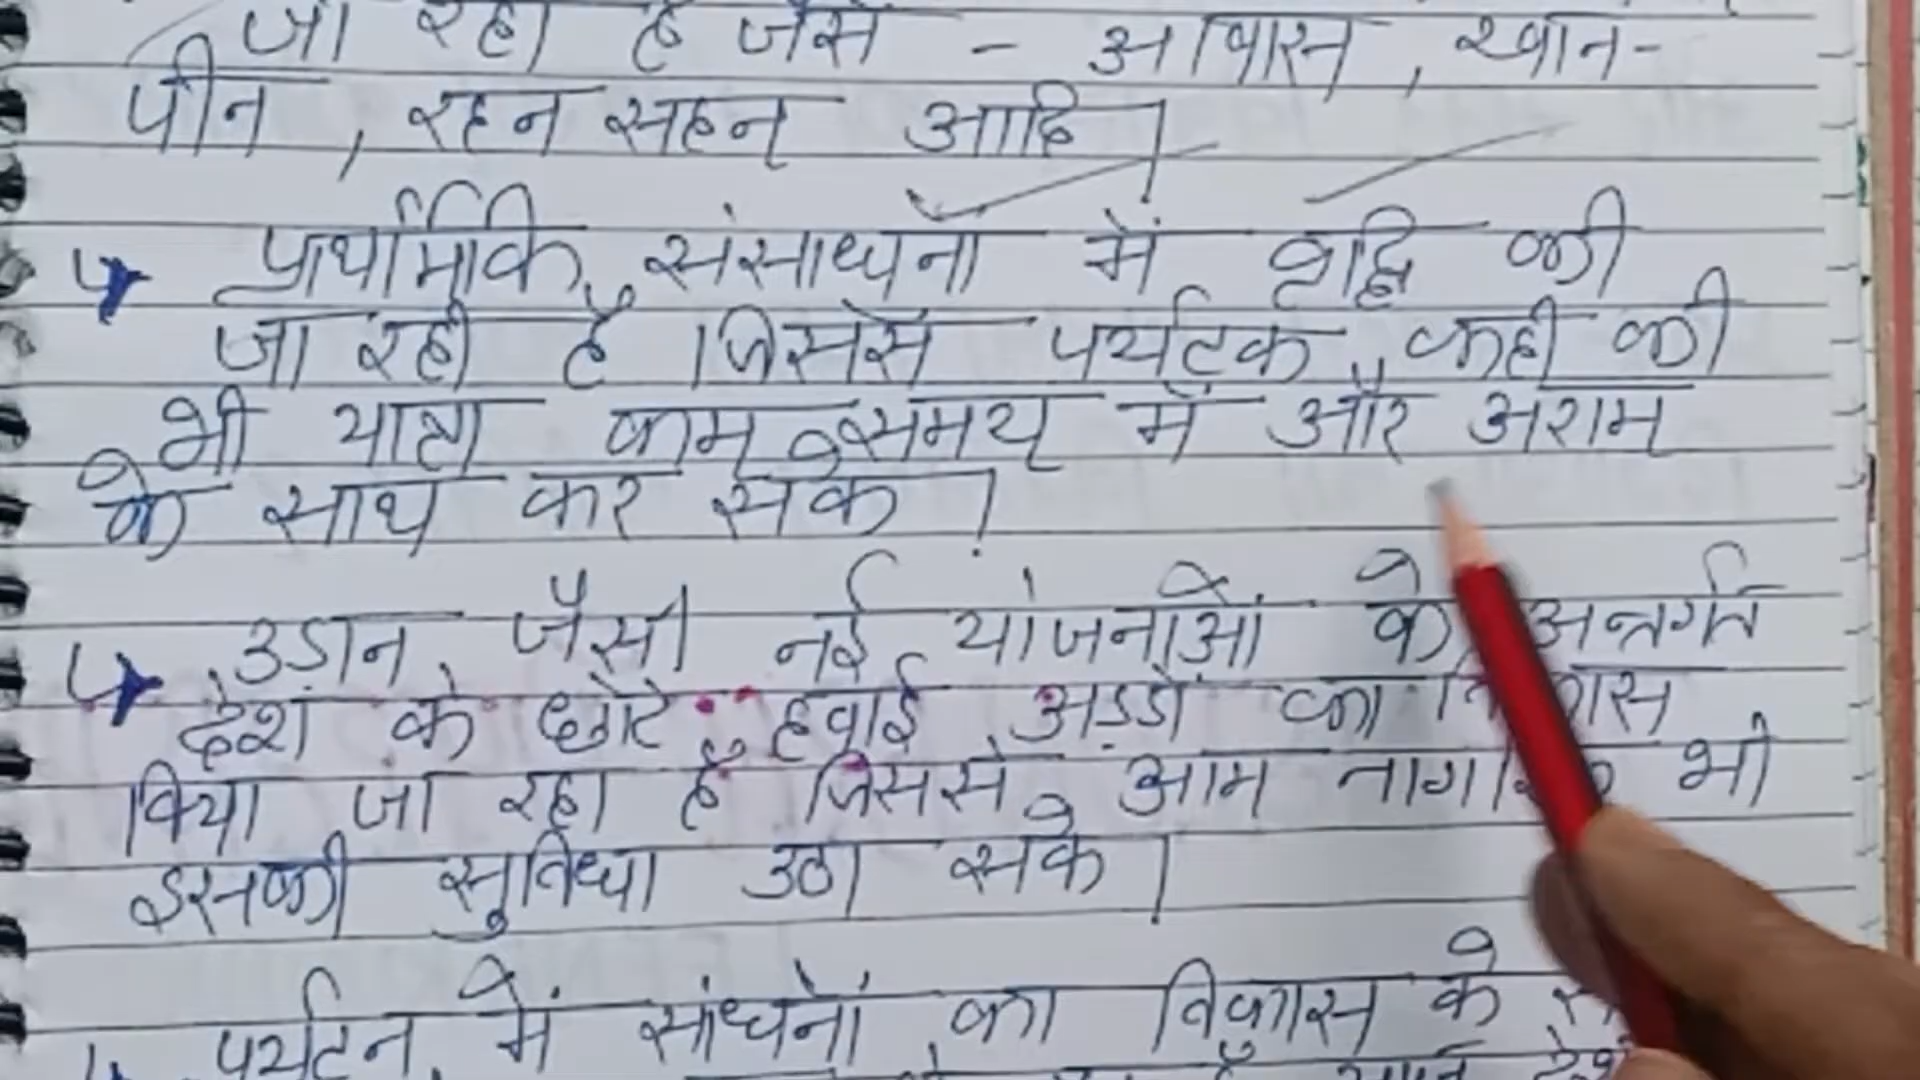 जा रहा है जैसे - आवास, खान-
पीन, रहन सहन आदि।
प्राथमिक संसाधनों में वृद्धि की
जा रही है जिससे पर्यटक कही की
भी यात्रा कम समय में और अराम
के साथ कर सके।
उड़ान जैसी नई योजनाओं के अन्तर्गत
देश के छोटे हवाई अड्डों का विकास
किया जा रहा है जिससे आम नागरिक भी
इसकी सुविधा उठा सके।
पर्यटन में सांधनों का विकास के